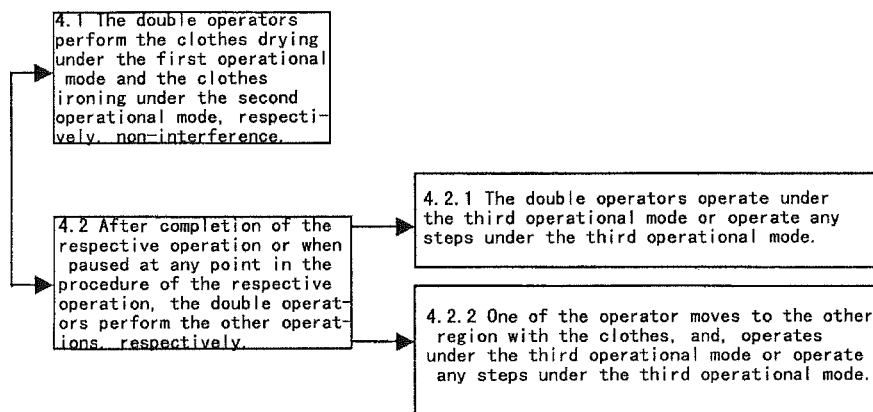 4.1 The double operators
perform the clothes drying
under the first operational
mode and the clothes
ironing under the second
operational mode, respecti-
vely, non-interference.
4.2 After completion of the
respective operation or when
paused at any point in the
procedure of the respective
operation, the double operat-
ors perform the other operat-
ions, respectively.
4.2.1 The double operators operate under
the third operational mode or operate any
steps under the third operational mode.
4.2.2 One of the operator moves to the other
region with the clothes, and, operates
under the third operational mode or operate
any steps under the third operational mode.